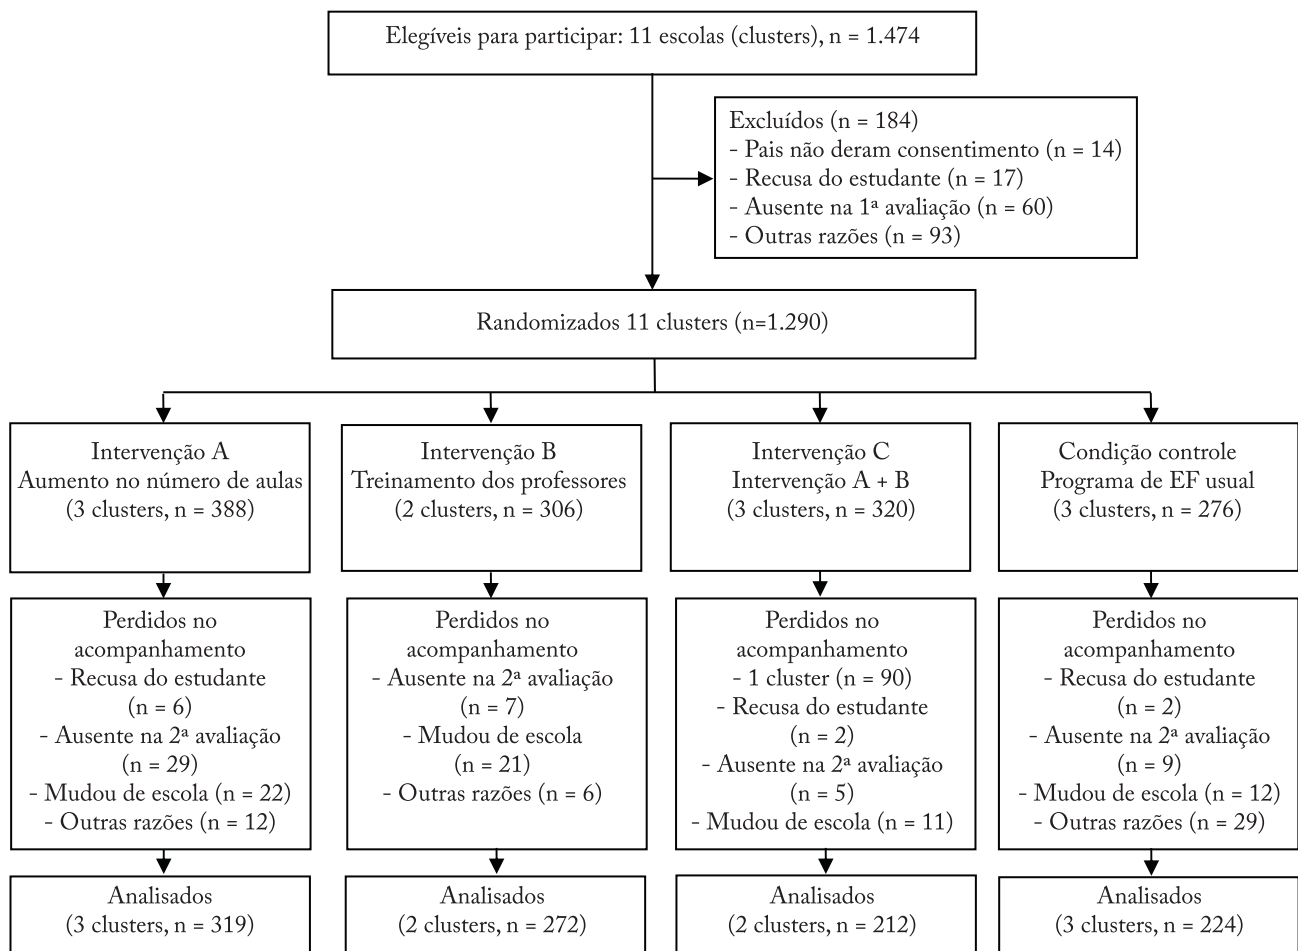 Elegíveis para participar: 11 escolas (clusters), n = 1.474
Excluídos (n = 184)
- Pais não deram consentimento (n = 14)
- Recusa do estudante (n = 17)
- Ausente na 1ª avaliação (n = 60)
- Outras razões (n = 93)
Randomizados 11 clusters (n=1.290)
Intervenção A
Aumento no número de aulas
(3 clusters, n = 388)
Intervenção B
Treinamento dos professores
(2 clusters, n = 306)
Intervenção C
Intervenção A + B
(3 clusters, n = 320)
Condição controle
Programa de EF usual
(3 clusters, n = 276)
Perdidos no
acompanhamento
- Recusa do estudante
(n = 6)
- Ausente na 2ª avaliação
(n = 29)
- Mudou de escola (n = 22)
- Outras razões (n = 12)
Perdidos no
acompanhamento
- Ausente na 2ª avaliação
(n = 7)
- Mudou de escola
(n = 21)
- Outras razões (n = 6)
Perdidos no
acompanhamento
- 1 cluster (n = 90)
- Recusa do estudante
(n = 2)
- Ausente na 2ª avaliação
(n = 5)
- Mudou de escola (n = 11)
Perdidos no
acompanhamento
- Recusa do estudante
(n = 2)
- Ausente na 2ª avaliação
(n = 9)
- Mudou de escola (n = 12)
- Outras razões (n = 29)
Analisados
(3 clusters, n = 319)
Analisados
(2 clusters, n = 272)
Analisados
(2 clusters, n = 212)
Analisados
(3 clusters, n = 224)